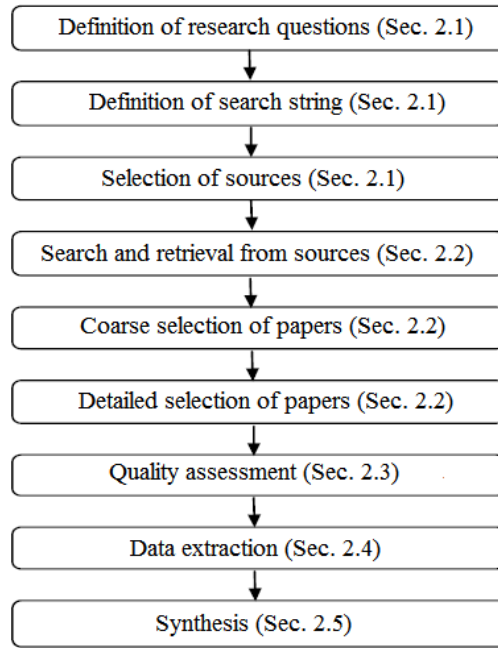 Definition of research questions (Sec. 2.1)
Definition of search string (Sec. 2.1)
Selection of sources (Sec. 2.1)
Search and retrieval from sources (Sec. 2.2)
Coarse selection of papers (Sec. 2.2)
Detailed selection of papers (Sec. 2.2)
Quality assessment (Sec. 2.3)
Data extraction (Sec. 2.4)
Synthesis (Sec. 2.5)